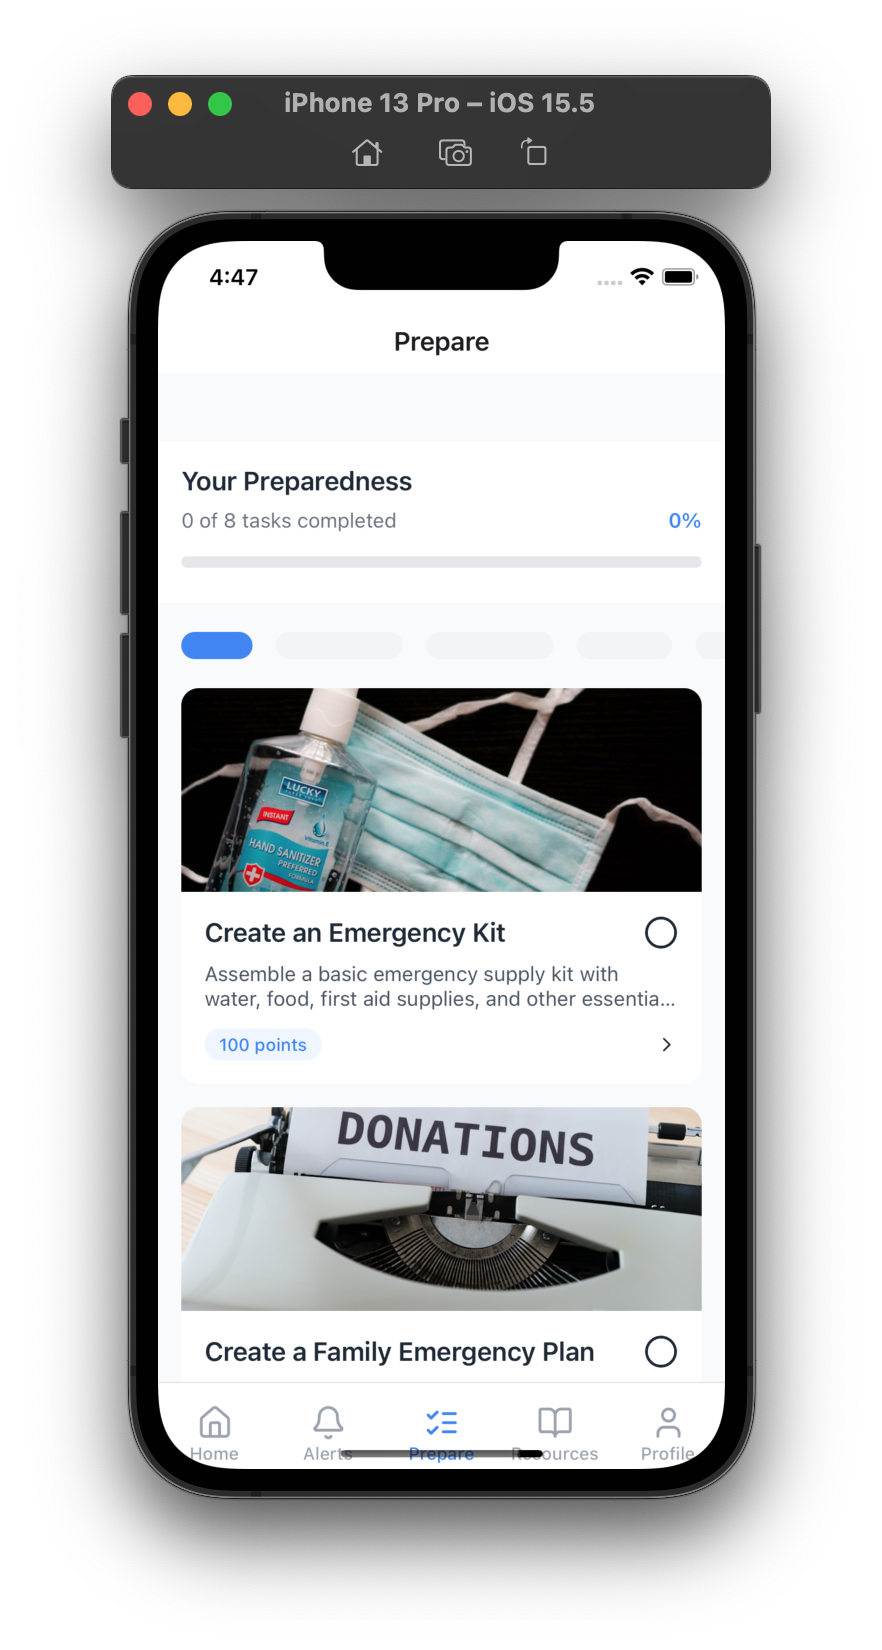 iPhone 13 Pro – iOS 15.5
4:47
Prepare
Your Preparedness
0 of 8 tasks completed
0%
LUCKY
INSTANT
HAND SANITIZER
PREFERRED
FORMULA
Create an Emergency Kit
Assemble a basic emergency supply kit with
water, food, first aid supplies, and other essentia...
100 points
DONATIONS
Create a Family Emergency Plan
Home
Alerts
Prepare
Resources
Profile